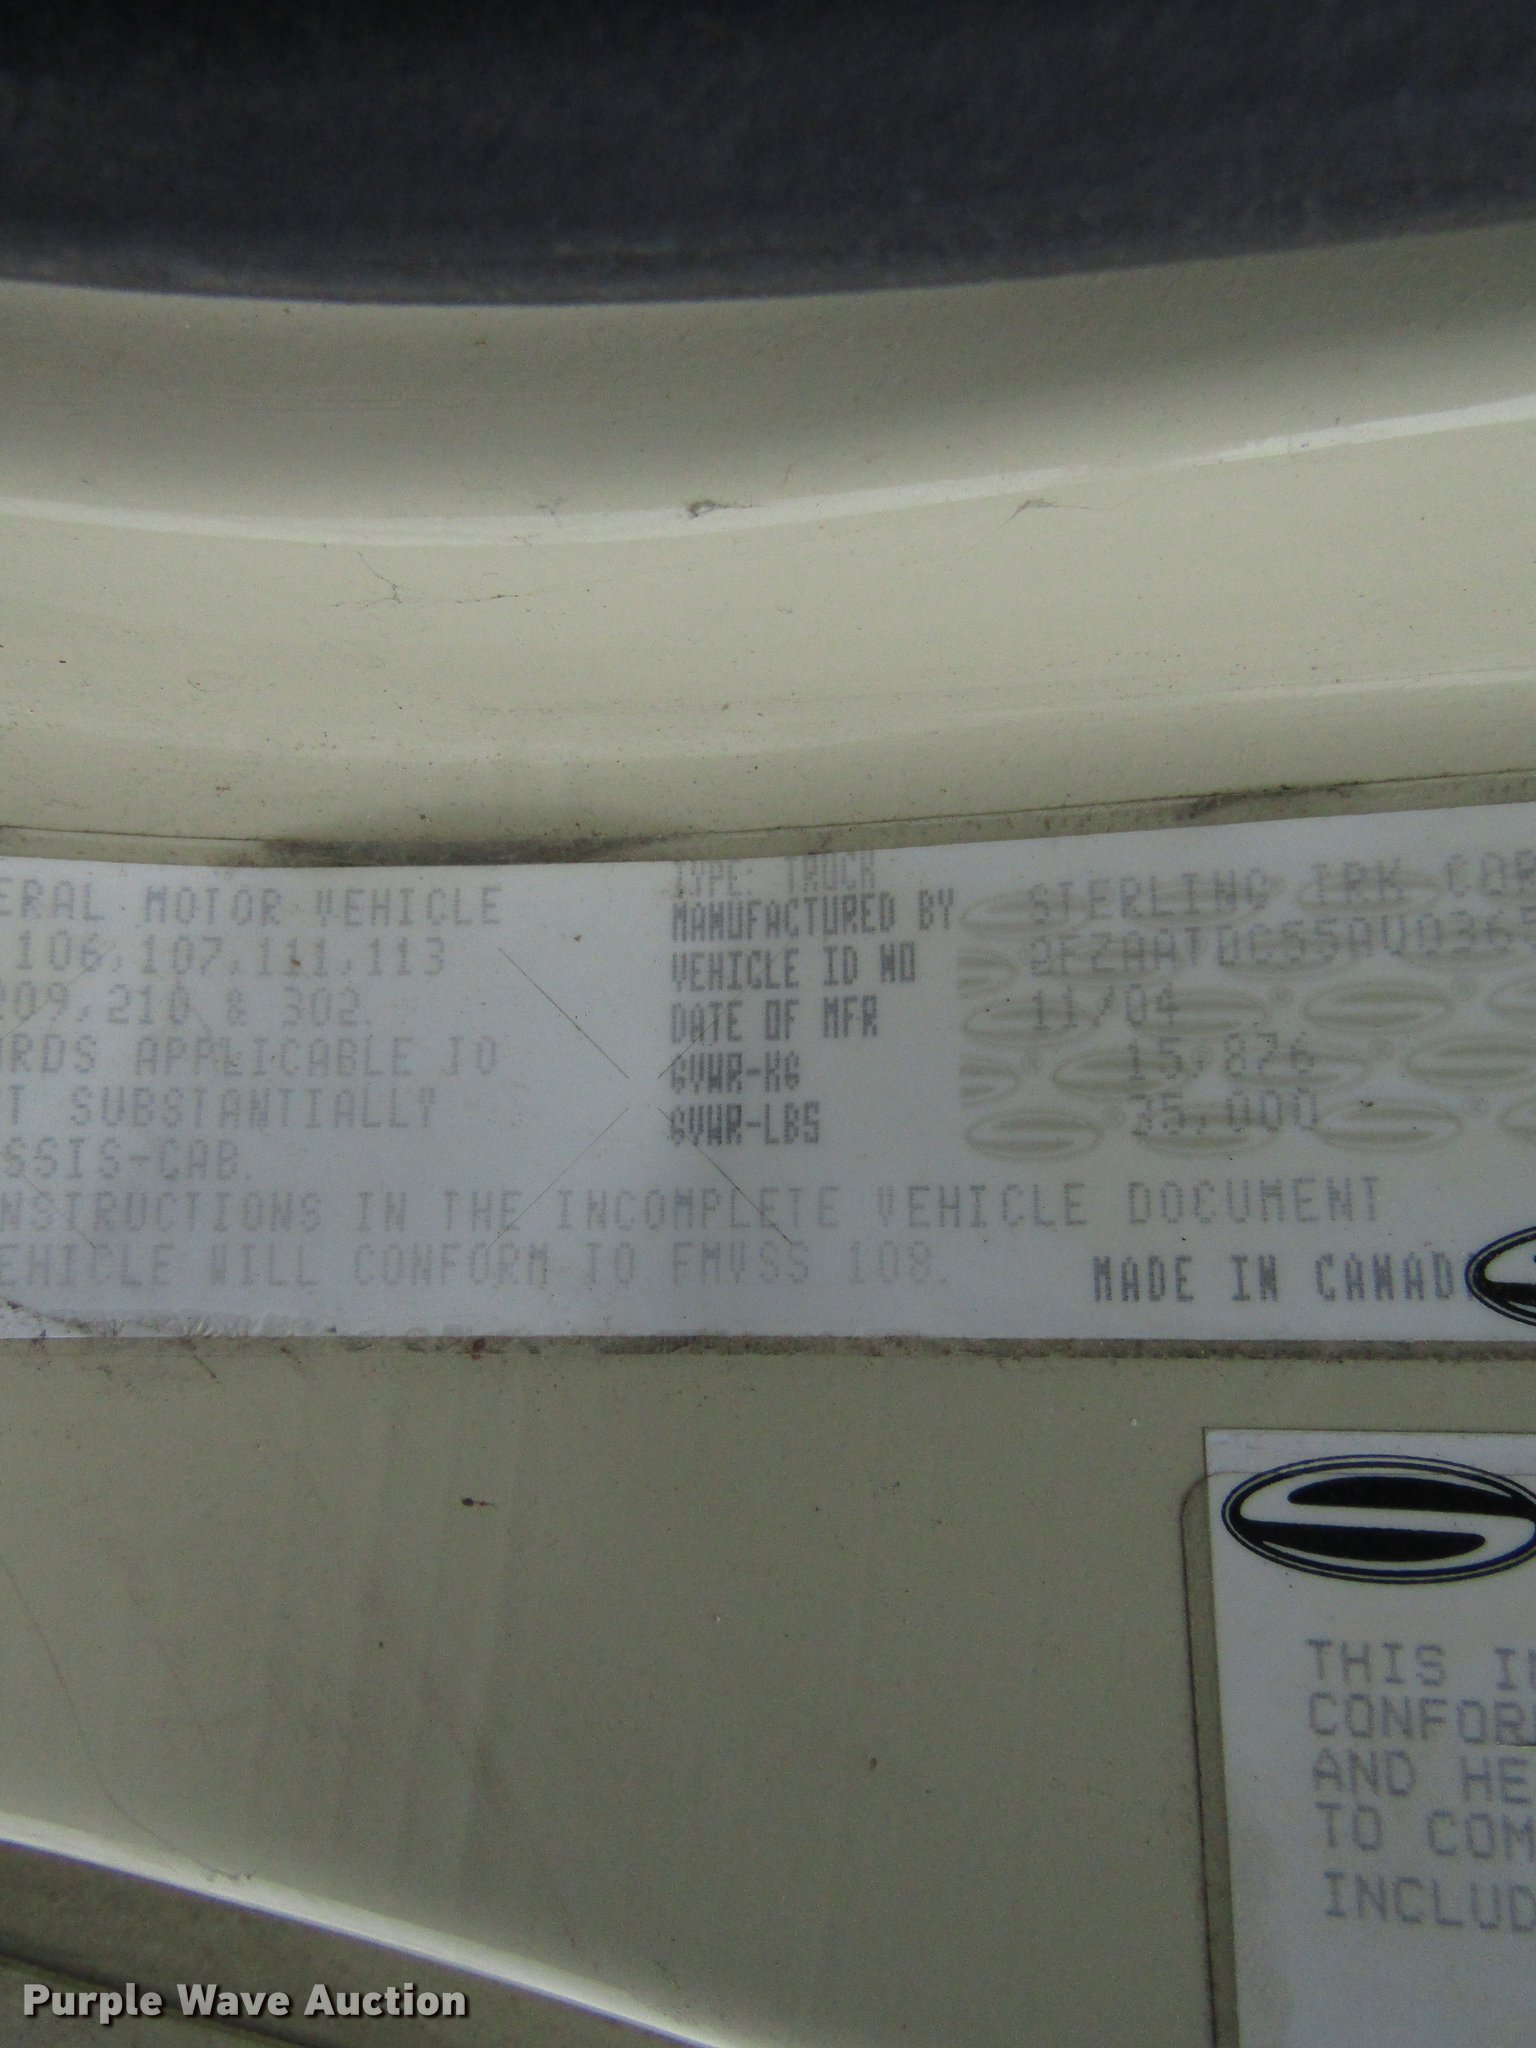 ERAL MOTOR VEHICLE
106,107,111,113
209,210 & 302.
RDS APPLICABLE TO
T SUBSTANTIALLY
SSIS-CAB.
NSTRUCTIONS IN THE INCOMPLETE VEHICLE DOCUMENT
EHICLE WILL CONFORM TO FMVSS 108.
TYPE: TRUCK
MANUFACTURED BY STERLING TRK COR
VEHICLE ID NO
DATE OF MFR 11/04
GVWR-KG 15,876
GVWR-LBS 35,000
MADE IN CANAD
THIS IN
CONFOR
AND HE
TO COM
INCLUD
Purple Wave Auction